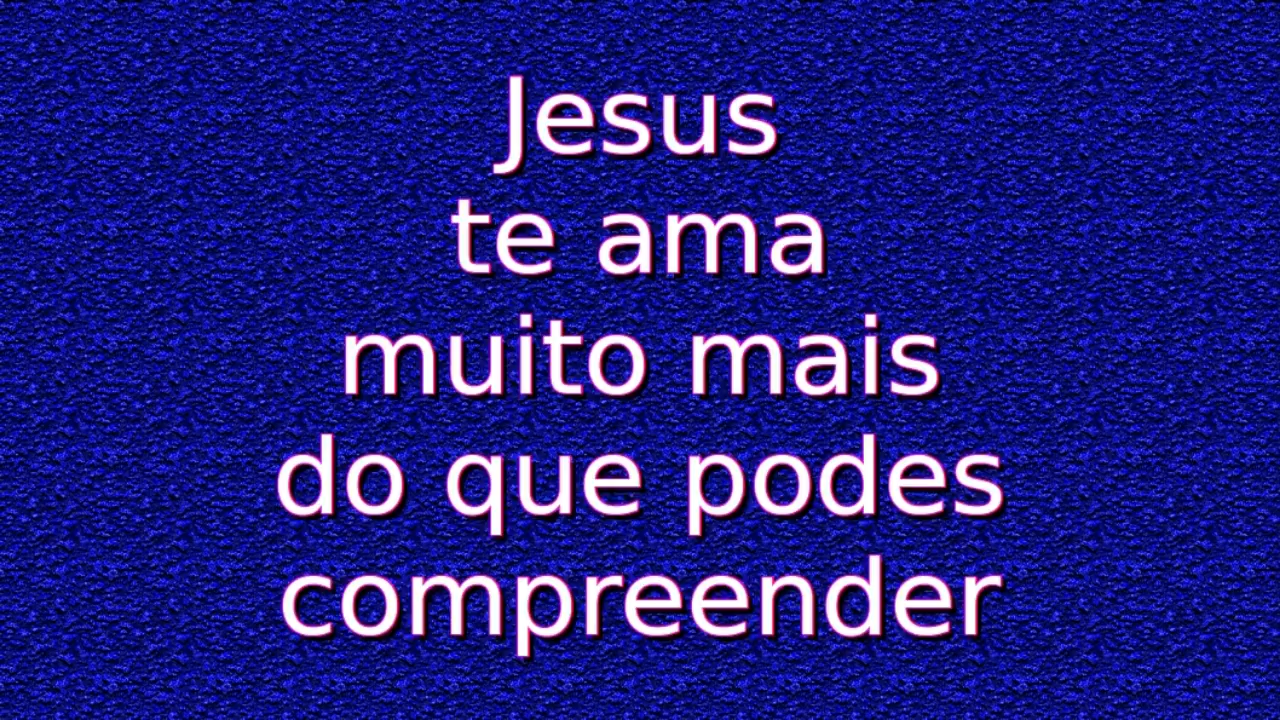 Jesus
te ama
muito mais
do que podes
compreender